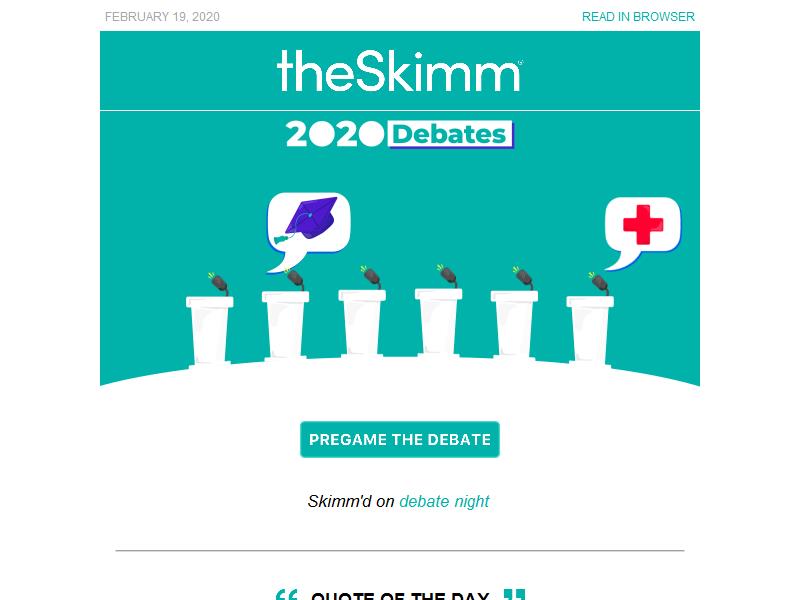 FEBRUARY 19, 2020
READ IN BROWSER
theSkimm®
2020 Debates
PREGAME THE DEBATE
Skimm'd on debate night
“ QUOTE OF THE DAY ”